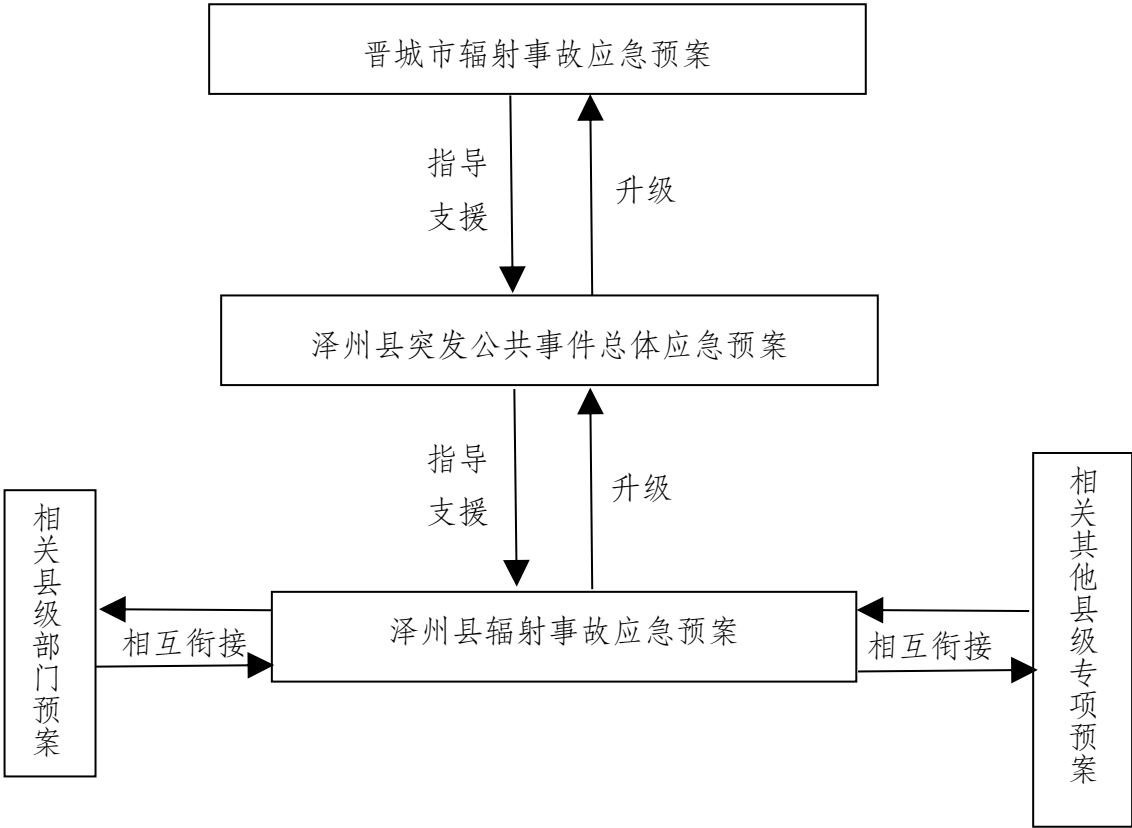 晋城市辐射事故应急预案
指导
支援
升级
泽州县突发公共事件总体应急预案
指导
支援
升级
相关县级部门预案
相互衔接
泽州县辐射事故应急预案
相互衔接
相关其他县级专项预案